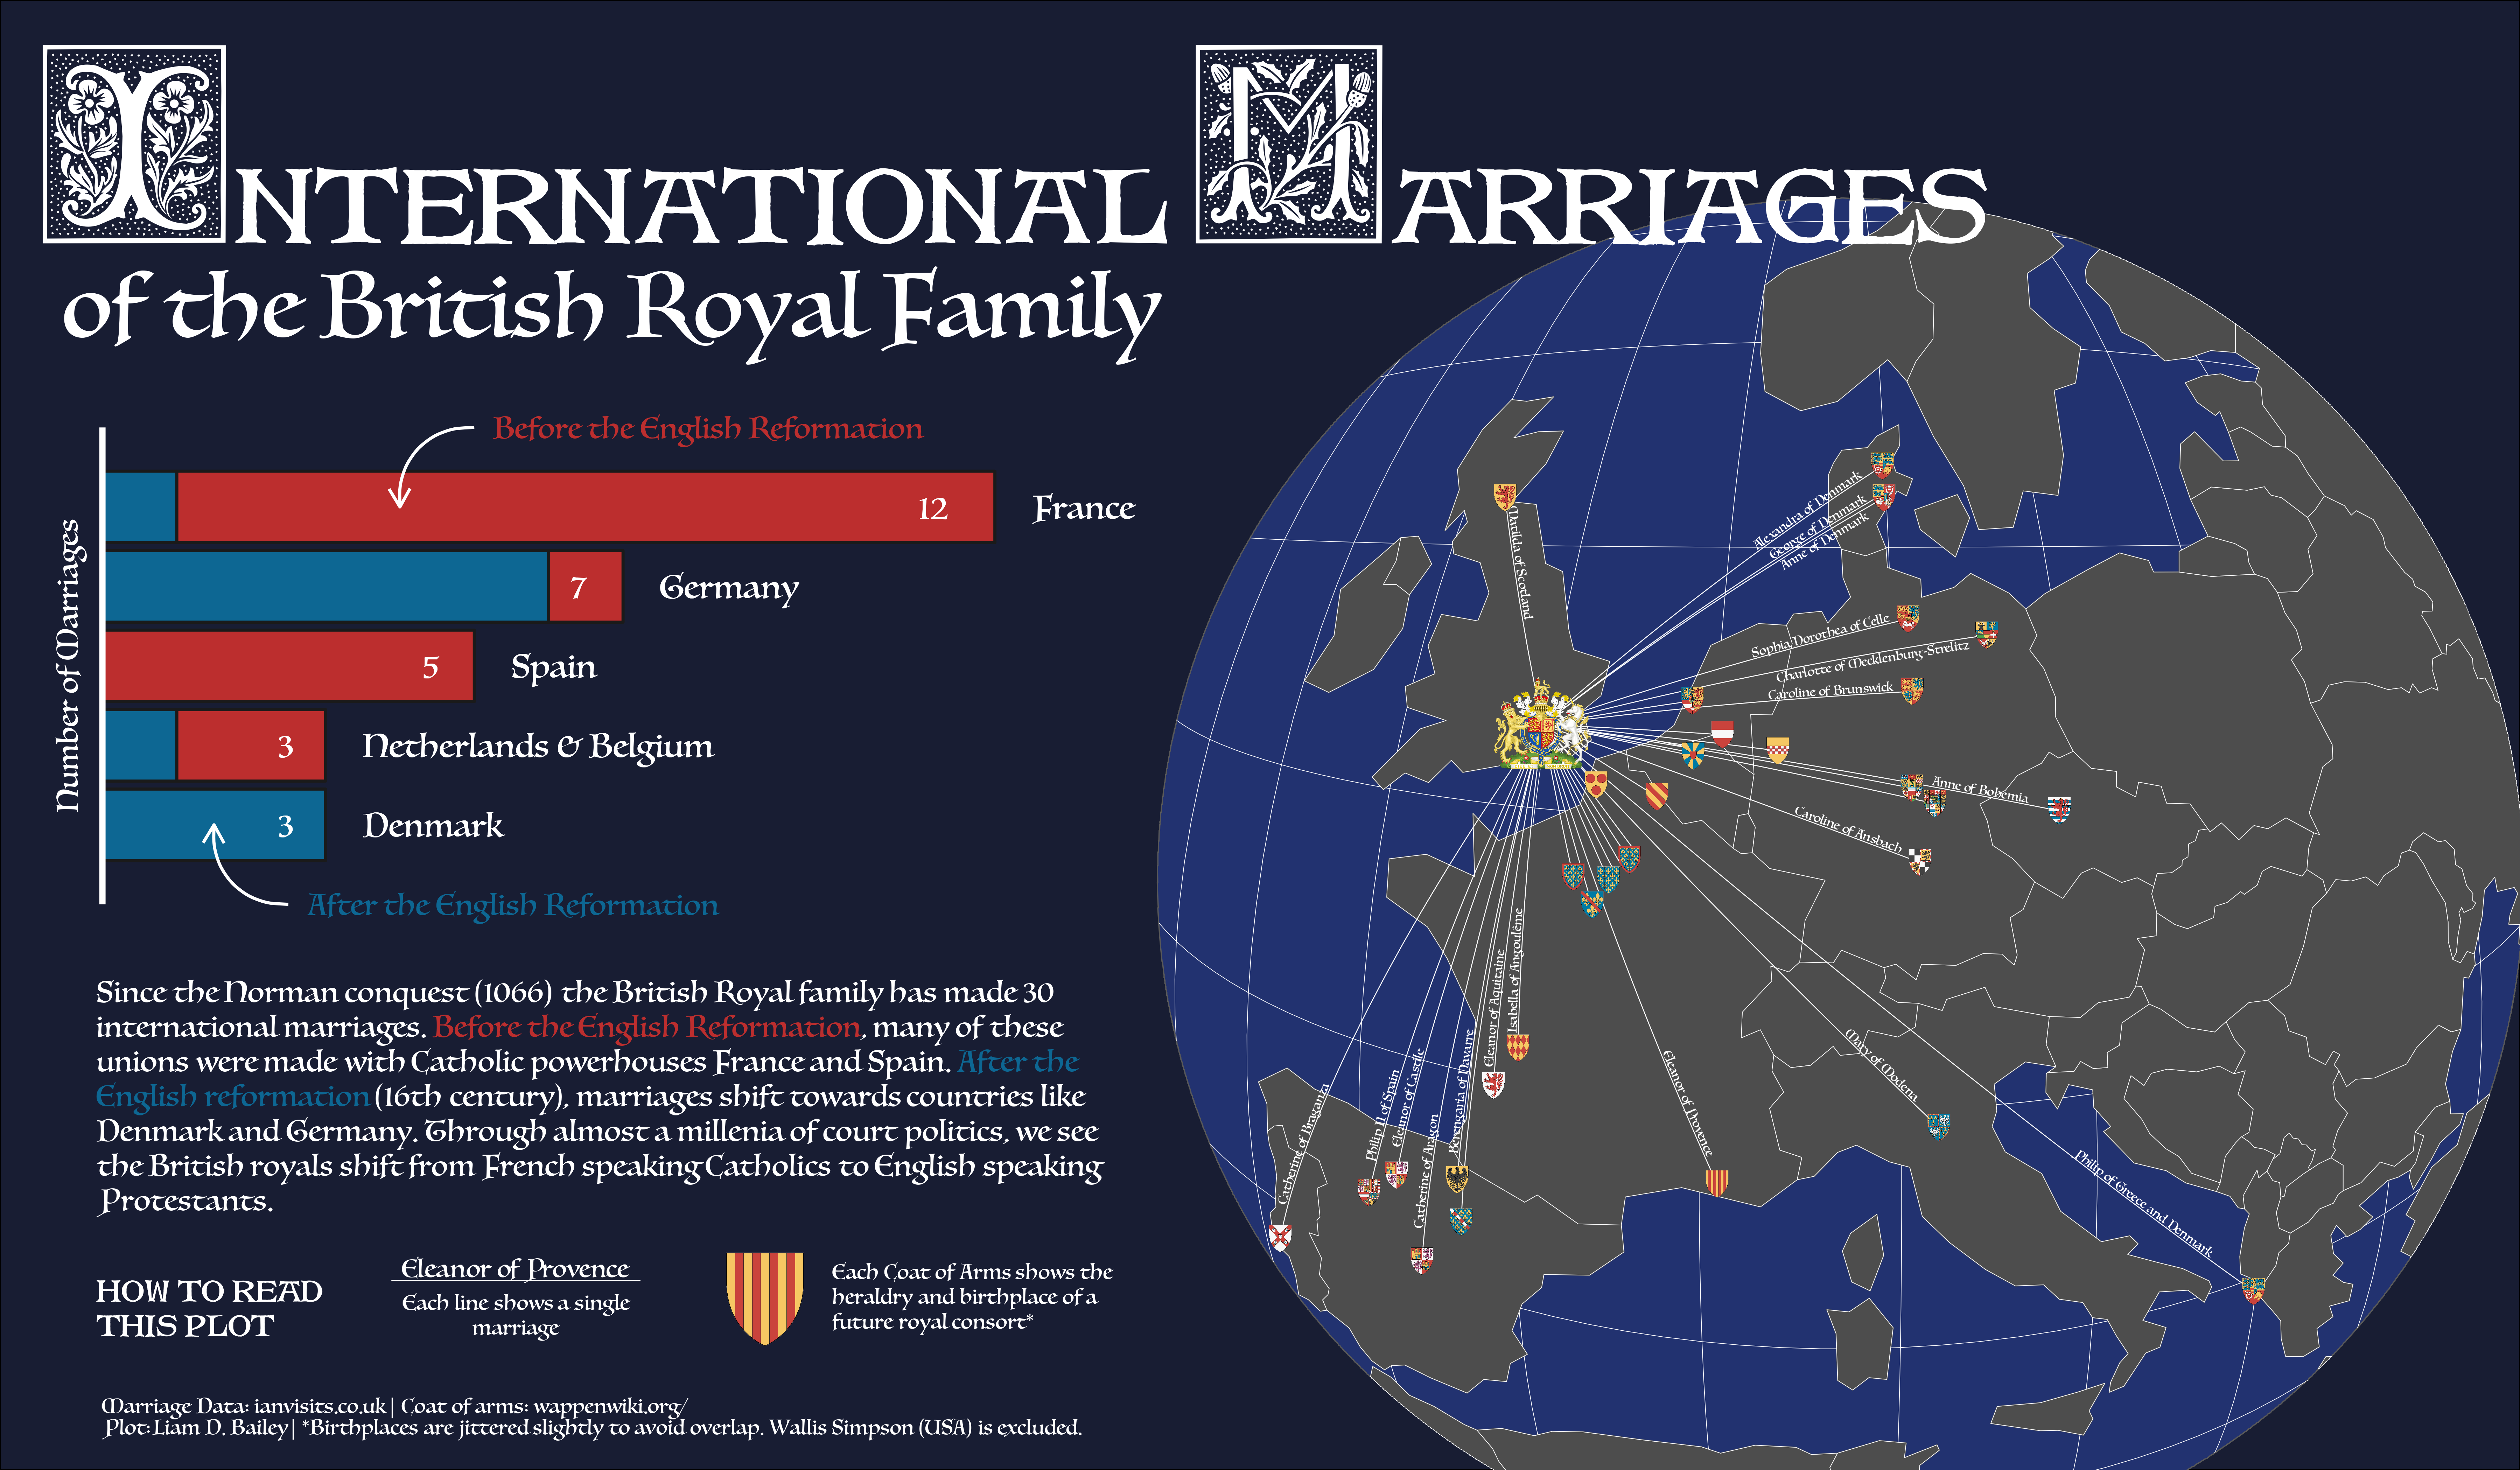 INTERNATIONAL MARRIAGES
of the British Royal Family
Number of Marriages
Before the English Reformation
12 France
7 Germany
5 Spain
3 Netherlands & Belgium
3 Denmark
After the English Reformation
Since the Norman conquest (1066) the British Royal family has made 30
international marriages. Before the English Reformation, many of these
unions were made with Catholic powerhouses France and Spain. After the
English reformation (16th century), marriages shift towards countries like
Denmark and Germany. Through almost a millenia of court politics, we see
the British royals shift from French speaking Catholics to English speaking
Protestants.
HOW TO READ
THIS PLOT
Eleanor of Provence
Each line shows a single
marriage
Each Coat of Arms shows the
heraldry and birthplace of a
future royal consort*
Marriage Data: ianvisits.co.uk | Coat of arms: wappenwiki.org/
Plot: Liam D. Bailey | *Birthplaces are jittered slightly to avoid overlap. Wallis Simpson (USA) is excluded.
Matilda of Scotland
Alexandra of Denmark
George of Denmark
Anne of Denmark
Sophia Dorothea of Celle
Charlotte of Mecklenburg-Strelitz
Caroline of Brunswick
Anne of Bohemia
Caroline of Ansbach
Isabella of Angoulême
Eleanor of Aquitaine
Berengaria of Navarre
Catherine of Aragon
Eleanor of Castile
Philip II of Spain
Catherine of Braganza
Eleanor of Provence
Mary of Modena
Philip of Greece and Denmark